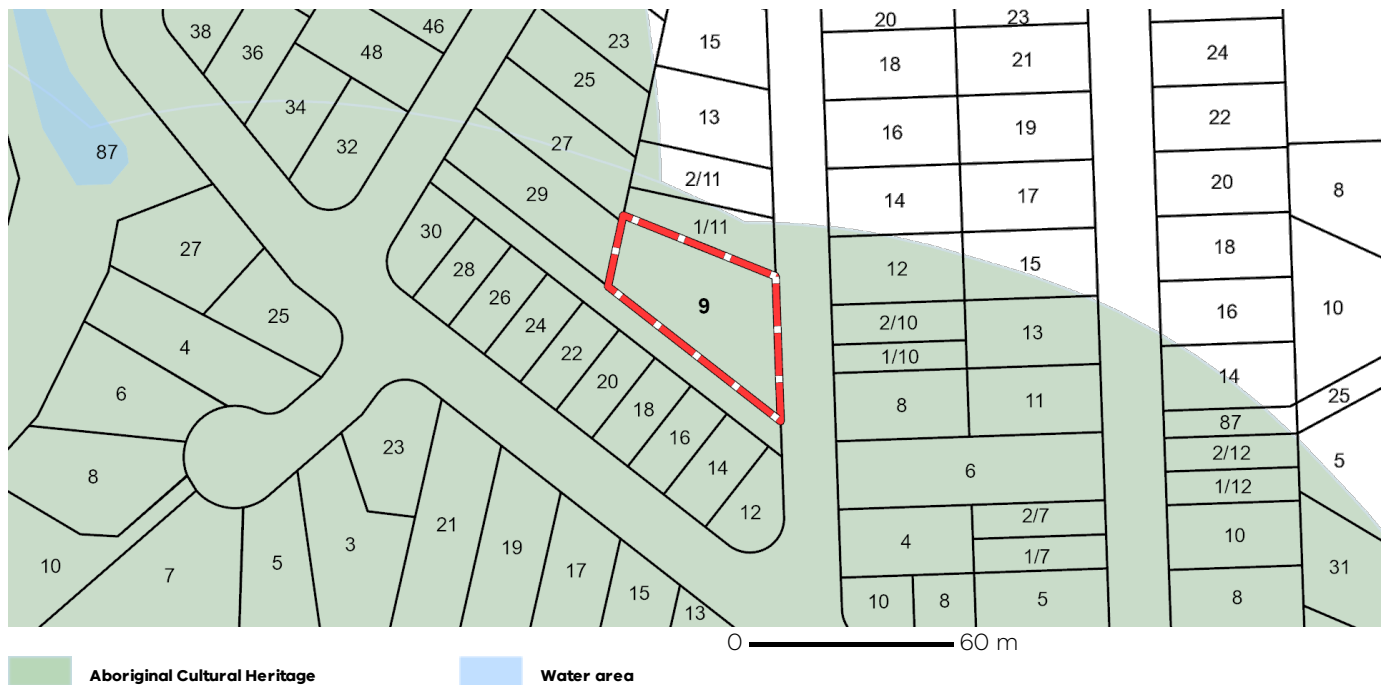 46 23 15 20 23
38 36 48 24
25 18 21
34 27 13 16 19 22
32
87
29 2/11 14 17 20 8
30 1/11
27 28 12 15 18
26 9 16 10
25 24 2/10 13
4 22 1/10
6 20 14
18 8 11 25
23 16 87
8 14 6 2/12 5
12 1/12
21 2/7
3 19 4 10
5 1/7
10 7 17 31
15 10 8 5 8
13
0 60 m
Aboriginal Cultural Heritage Water area